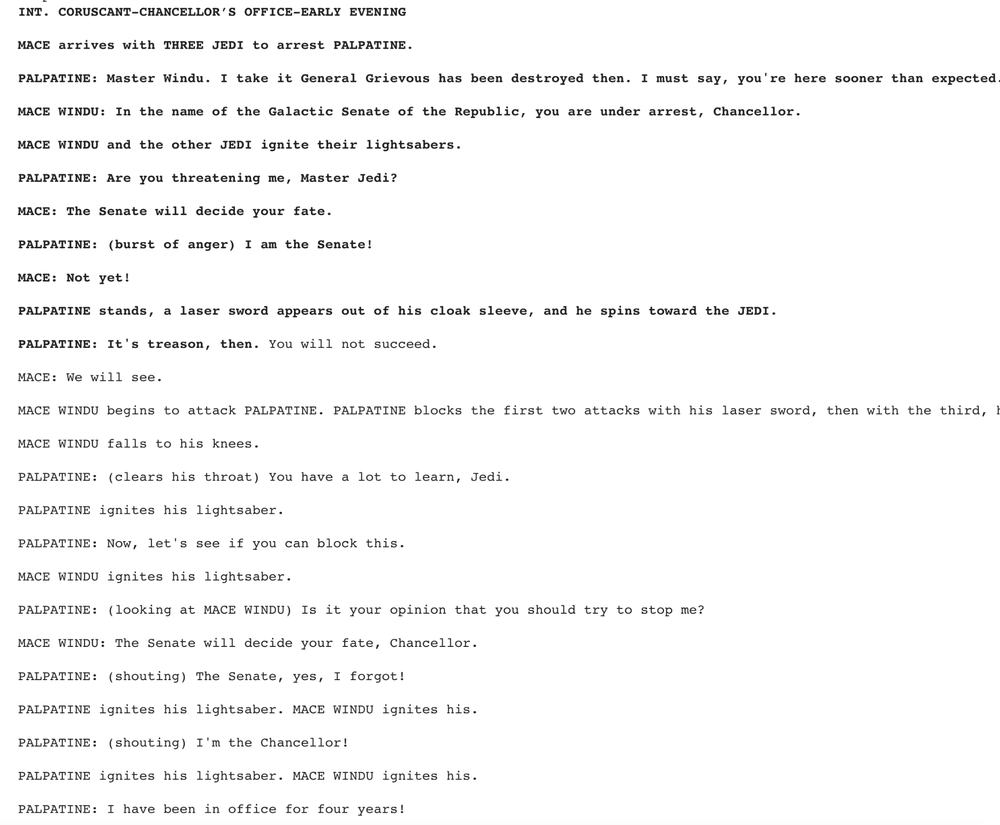 INT. CORUSCANT–CHANCELLOR’S OFFICE–EARLY EVENING
MACE arrives with THREE JEDI to arrest PALPATINE.
PALPATINE: Master Windu. I take it General Grievous has been destroyed then. I must say, you're here sooner than expected.
MACE WINDU: In the name of the Galactic Senate of the Republic, you are under arrest, Chancellor.
MACE WINDU and the other JEDI ignite their lightsabers.
PALPATINE: Are you threatening me, Master Jedi?
MACE: The Senate will decide your fate.
PALPATINE: (burst of anger) I am the Senate!
MACE: Not yet!
PALPATINE stands, a laser sword appears out of his cloak sleeve, and he spins toward the JEDI.
PALPATINE: It's treason, then. You will not succeed.
MACE: We will see.
MACE WINDU begins to attack PALPATINE. PALPATINE blocks the first two attacks with his laser sword, then with the third,
MACE WINDU falls to his knees.
PALPATINE: (clears his throat) You have a lot to learn, Jedi.
PALPATINE ignites his lightsaber.
PALPATINE: Now, let's see if you can block this.
MACE WINDU ignites his lightsaber.
PALPATINE: (looking at MACE WINDU) Is it your opinion that you should try to stop me?
MACE WINDU: The Senate will decide your fate, Chancellor.
PALPATINE: (shouting) The Senate, yes, I forgot!
PALPATINE ignites his lightsaber. MACE WINDU ignites his.
PALPATINE: (shouting) I'm the Chancellor!
PALPATINE ignites his lightsaber. MACE WINDU ignites his.
PALPATINE: I have been in office for four years!